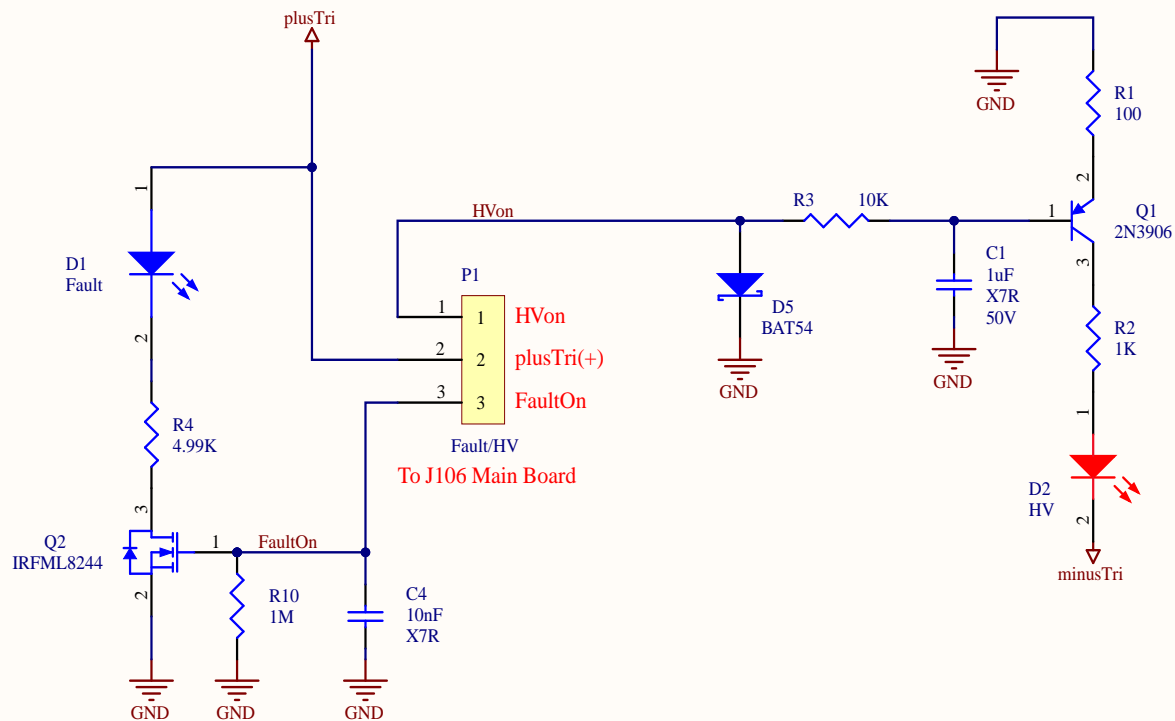 plusTri
GND
R1
100
2
1
HVon
R3 10K
1
Q1
2N3906
3
D1
Fault
P1
C1
1uF
X7R
50V
D5
BAT54
1 1 HVon
2 2 plusTri(+)
3 3 FaultOn
GND
GND
R2
1K
2
R4
4.99K
Fault/HV
To J106 Main Board
1
D2
HV
2
minusTri
3
Q2
IRFML8244
1 FaultOn
2
R10
1M
C4
10nF
X7R
GND
GND
GND